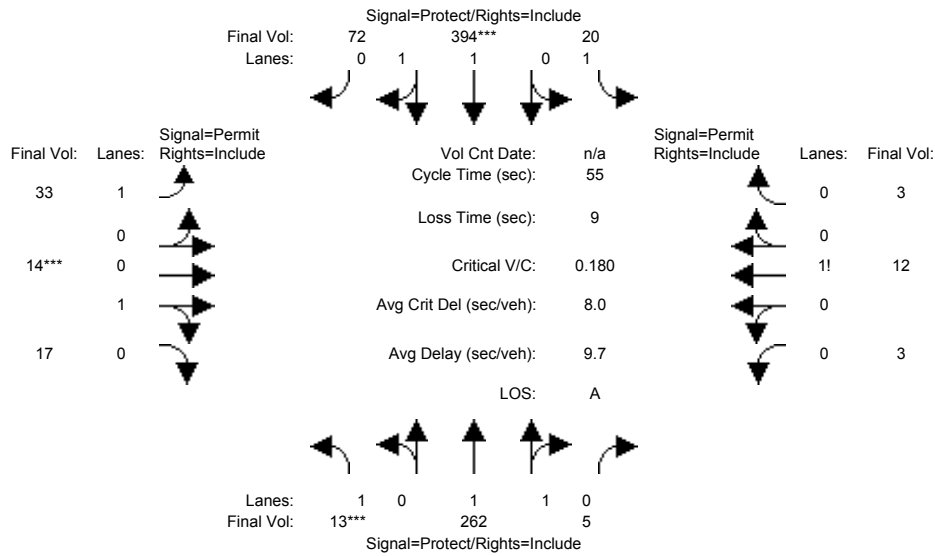 Signal=Protect/Rights=Include
Final Vol: 72 394*** 20
Lanes: 0 1 1 0 1
Signal=Permit
Final Vol: Lanes: Rights=Include
Vol Cnt Date: n/a
Signal=Permit
Rights=Include Lanes: Final Vol:
Cycle Time (sec): 55
33 1
0 3
Loss Time (sec): 9
0
0
14*** 0
Critical V/C: 0.180
1! 12
1
Avg Crit Del (sec/veh): 8.0
0
17 0
Avg Delay (sec/veh): 9.7
0 3
LOS: A
Lanes: 1 0 1 1 0
Final Vol: 13*** 262 5
Signal=Protect/Rights=Include